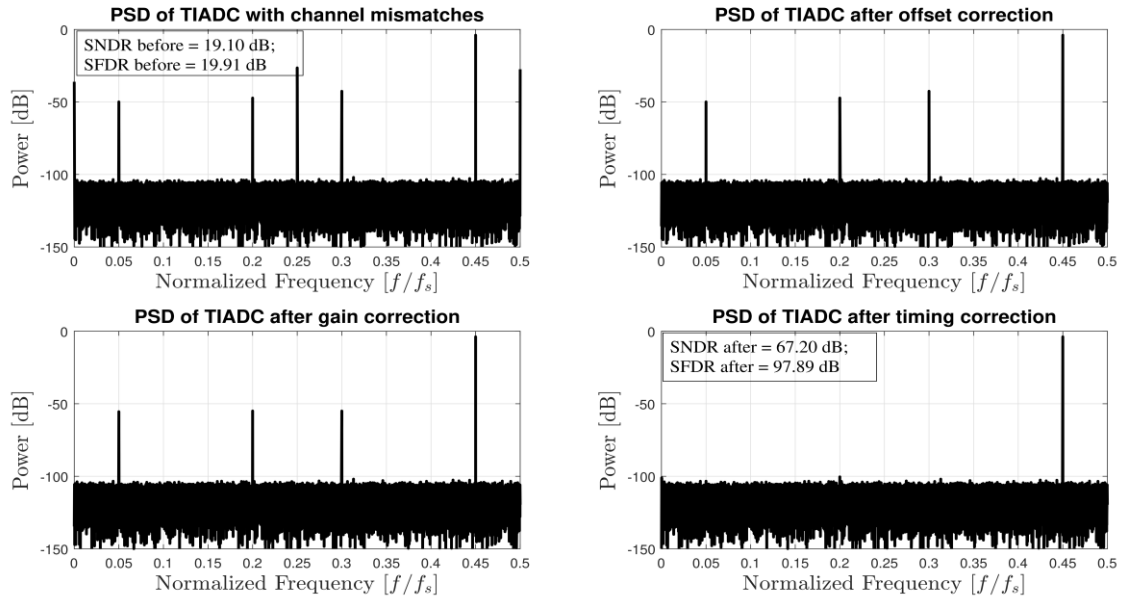 PSD of TIADC with channel mismatches
SNDR before = 19.10 dB;
SFDR before = 19.91 dB
Power [dB]
0
-50
-100
-150
0 0.05 0.1 0.15 0.2 0.25 0.3 0.35 0.4 0.45 0.5
Normalized Frequency [f/fs]
PSD of TIADC after offset correction
Power [dB]
0
-50
-100
-150
0 0.05 0.1 0.15 0.2 0.25 0.3 0.35 0.4 0.45 0.5
Normalized Frequency [f/fs]
PSD of TIADC after gain correction
Power [dB]
0
-50
-100
-150
0 0.05 0.1 0.15 0.2 0.25 0.3 0.35 0.4 0.45 0.5
Normalized Frequency [f/fs]
PSD of TIADC after timing correction
SNDR after = 67.20 dB;
SFDR after = 97.89 dB
Power [dB]
0
-50
-100
-150
0 0.05 0.1 0.15 0.2 0.25 0.3 0.35 0.4 0.45 0.5
Normalized Frequency [f/fs]